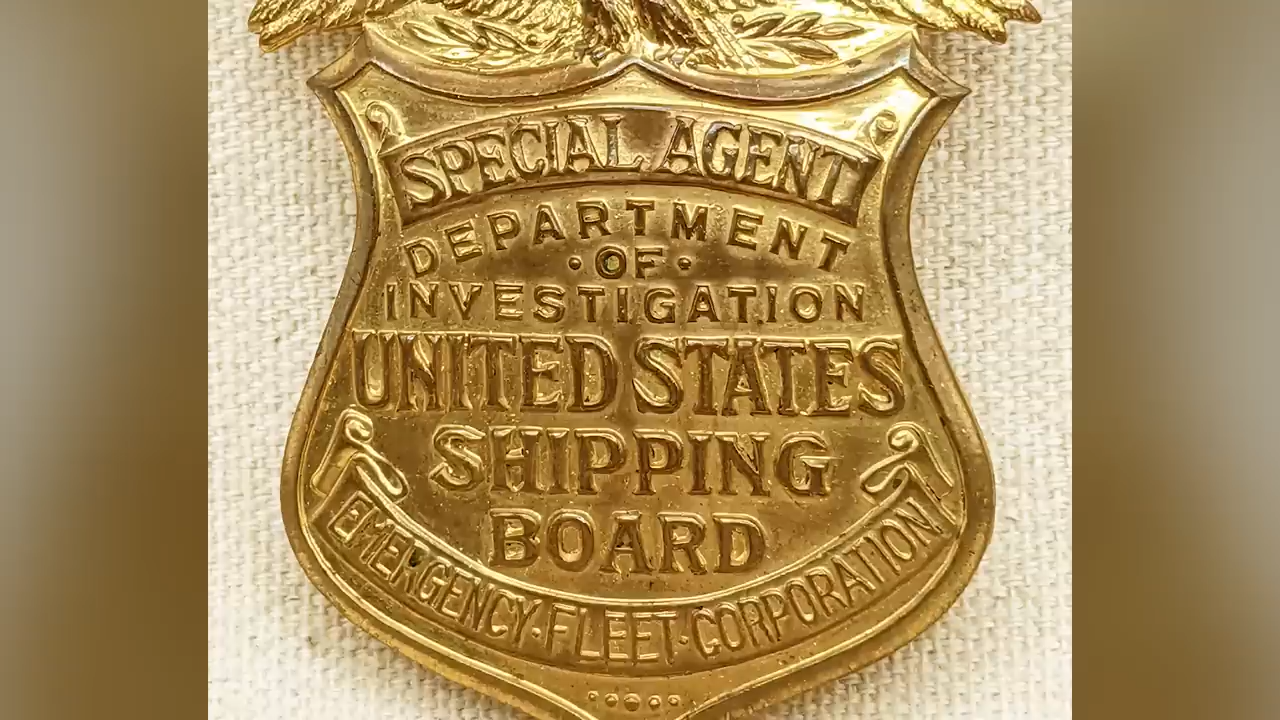 SPECIAL AGENT
DEPARTMENT
·OF·
INVESTIGATION
UNITED STATES
SHIPPING
BOARD
EMERGENCY·FLEET·CORPORATION